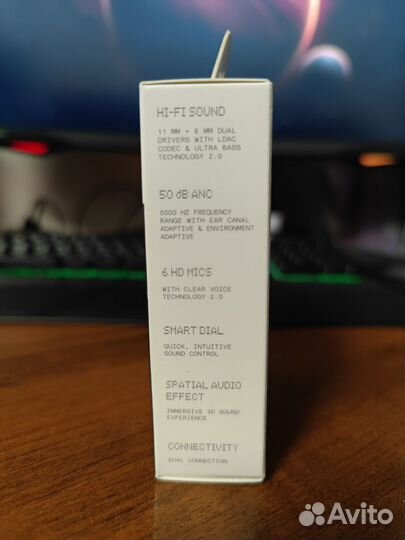 HI-FI SOUND
11 MM + 6 MM DUAL
DRIVERS WITH LDAC
CODEC & ULTRA BASS
TECHNOLOGY 2.0
50 dB ANC
5000 HZ FREQUENCY
RANGE WITH EAR CANAL
ADAPTIVE & ENVIRONMENT
ADAPTIVE
6 HD MICS
WITH CLEAR VOICE
TECHNOLOGY 2.0
SMART DIAL
QUICK, INTUITIVE
SOUND CONTROL
SPATIAL AUDIO
EFFECT
IMMERSIVE 3D SOUND
EXPERIENCE
CONNECTIVITY
DUAL CONNECTION
Avito